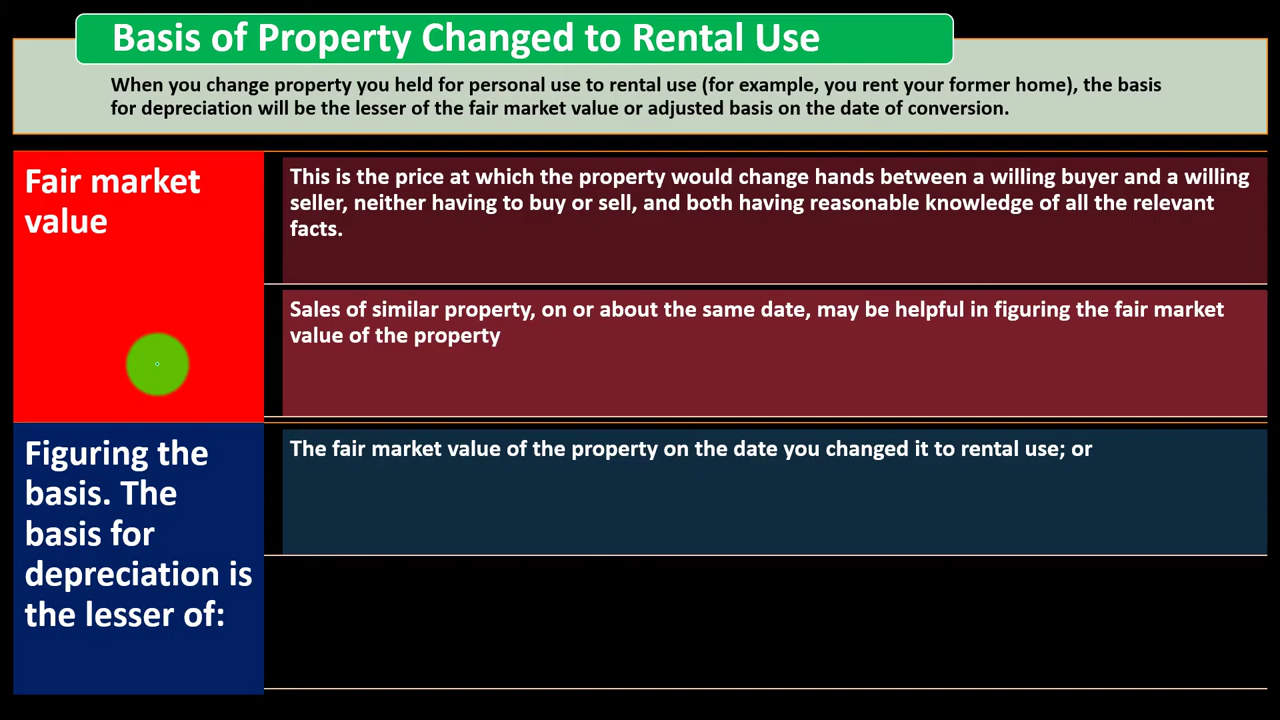 Basis of Property Changed to Rental Use
When you change property you held for personal use to rental use (for example, you rent your former home), the basis
for depreciation will be the lesser of the fair market value or adjusted basis on the date of conversion.
Fair market
value
This is the price at which the property would change hands between a willing buyer and a willing
seller, neither having to buy or sell, and both having reasonable knowledge of all the relevant
facts.
Sales of similar property, on or about the same date, may be helpful in figuring the fair market
value of the property
Figuring the
basis. The
basis for
depreciation is
the lesser of:
The fair market value of the property on the date you changed it to rental use; or